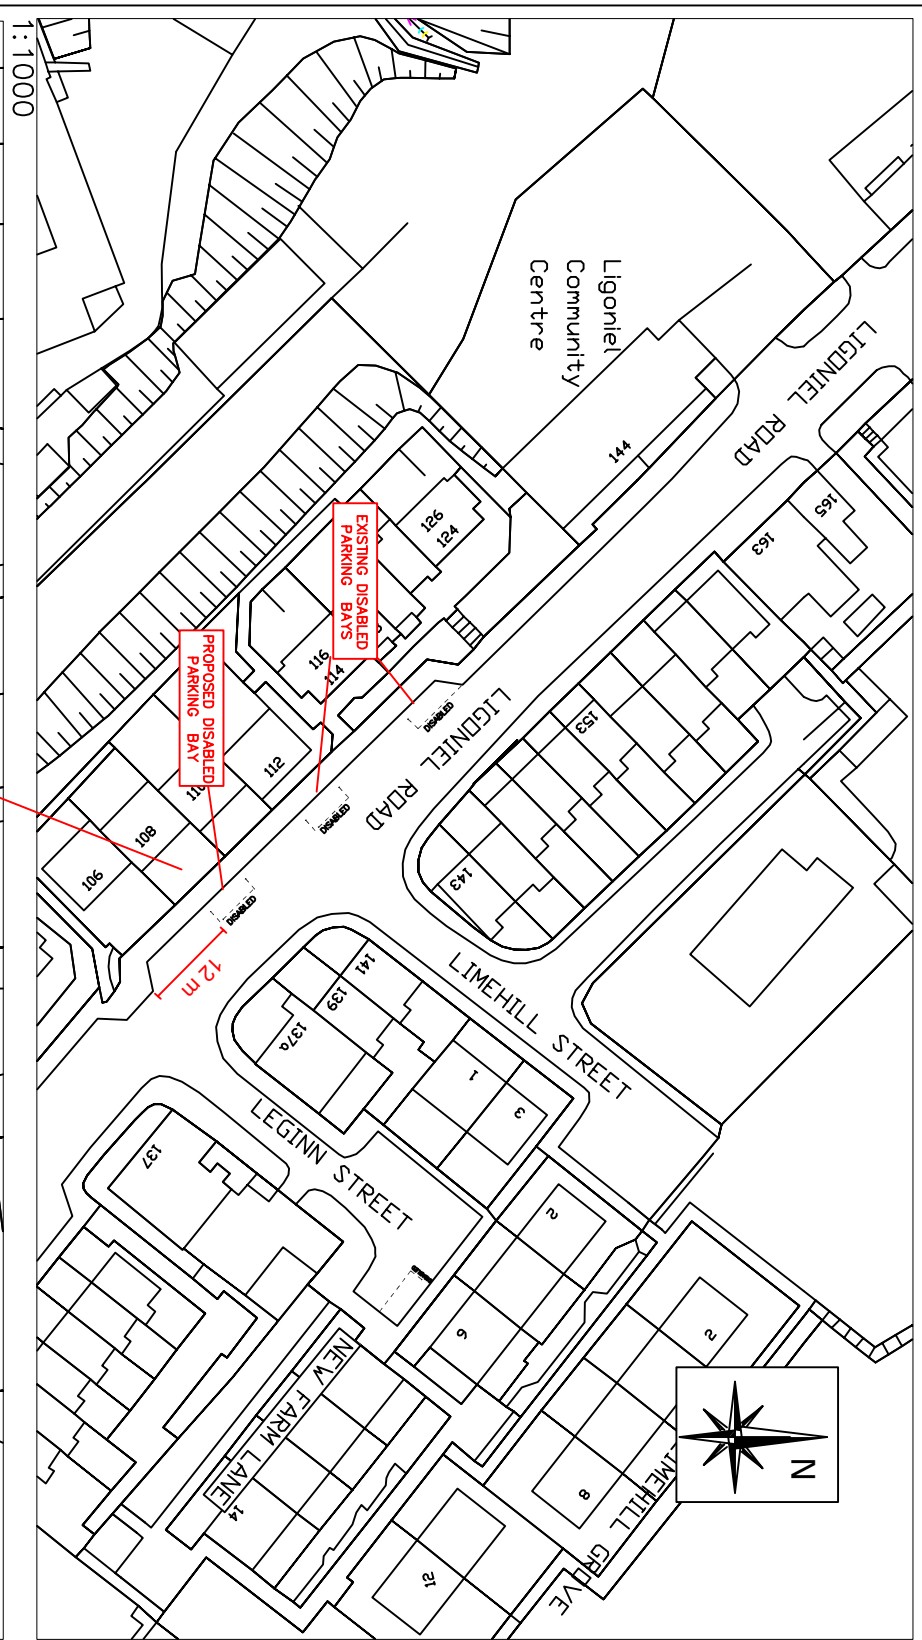 1:1000
Ligoniel
Community
Centre
LIGONIEL ROAD
144
165
163
126
124
EXISTING DISABLED
PARKING BAYS
116
114
153
DISABLED
LIGONIEL ROAD
PROPOSED DISABLED
PARKING BAY
112
110
108
106
DISABLED
143
DISABLED
12m
141
139
137a
LIMEHILL STREET
1
3
LEGINN STREET
137
2
9
2
8
N
LIMEHILL GROVE
NEW FARM LANE
14
12